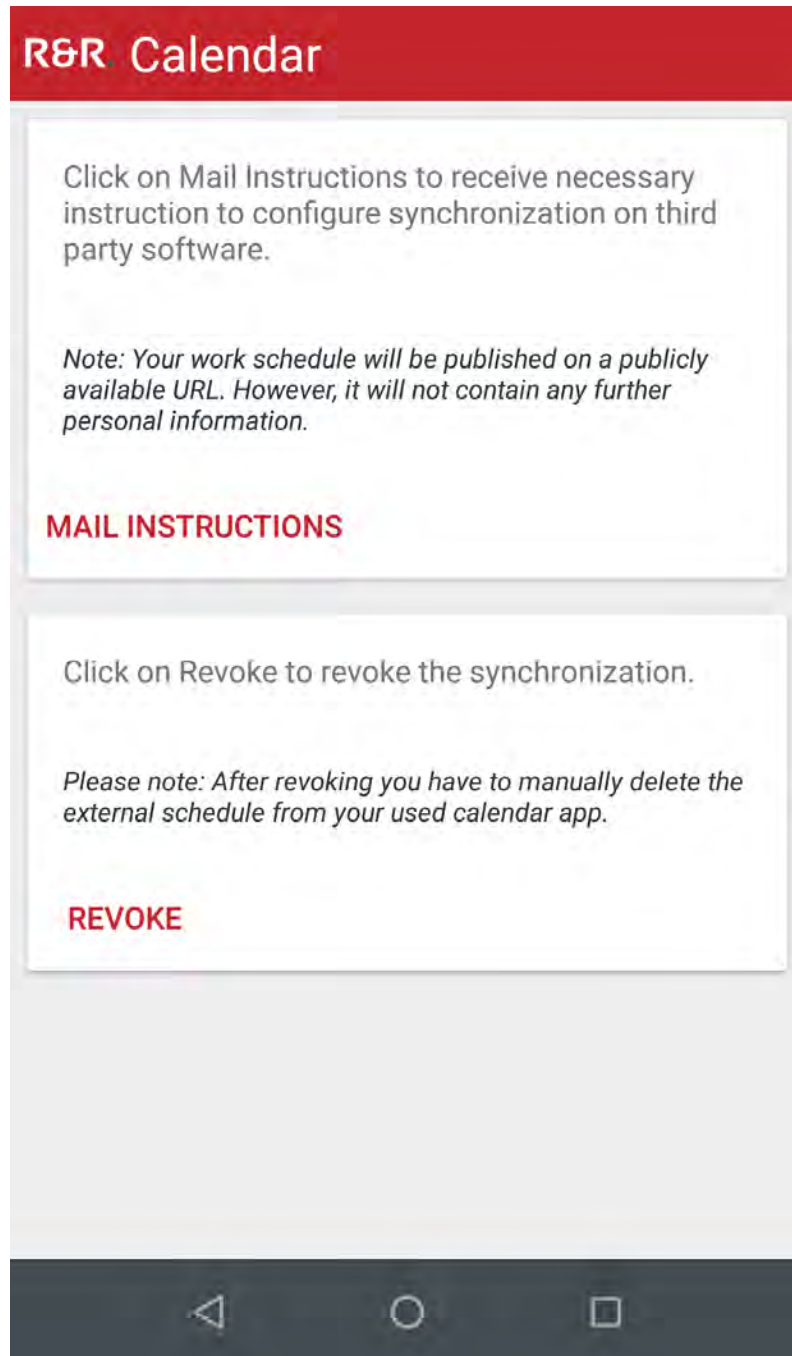 R&R Calendar
Click on Mail Instructions to receive necessary
instruction to configure synchronization on third
party software.
Note: Your work schedule will be published on a publicly
available URL. However, it will not contain any further
personal information.
MAIL INSTRUCTIONS
Click on Revoke to revoke the synchronization.
Please note: After revoking you have to manually delete the
external schedule from your used calendar app.
REVOKE